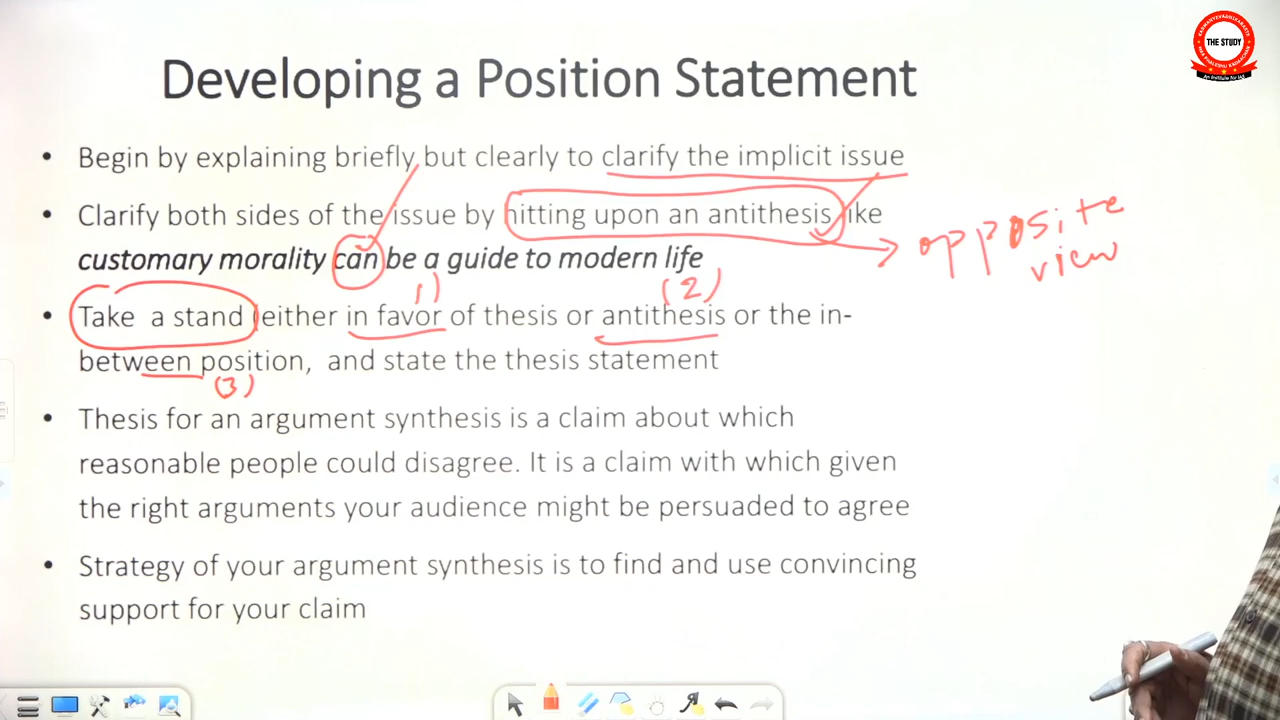 THE STUDY
An Institute for IAS
Developing a Position Statement
• Begin by explaining briefly but clearly to clarify the implicit issue
• Clarify both sides of the issue by hitting upon an antithesis like
customary morality can be a guide to modern life
opposite
view
1)
(2)
• Take a stand (either in favor of thesis or antithesis or the in-
between position, and state the thesis statement
(3)
• Thesis for an argument synthesis is a claim about which
reasonable people could disagree. It is a claim with which given
the right arguments your audience might be persuaded to agree
• Strategy of your argument synthesis is to find and use convincing
support for your claim